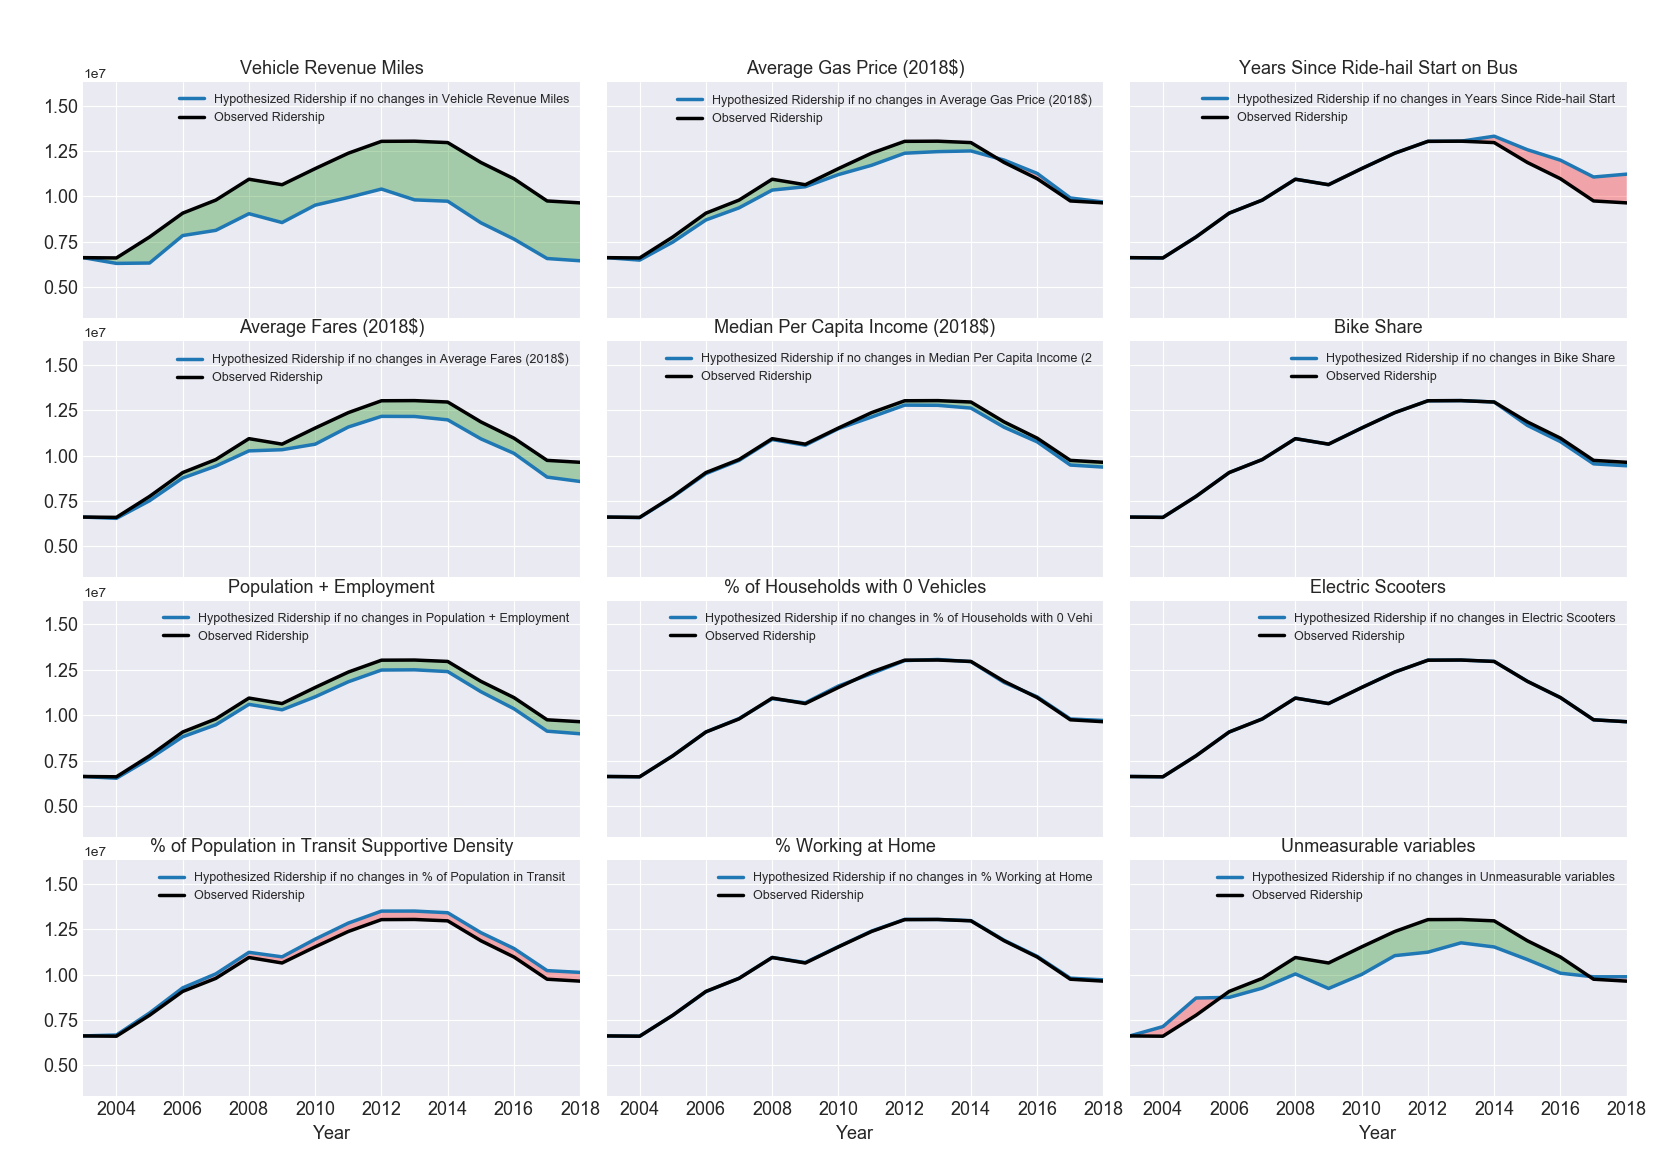 Vehicle Revenue Miles
1e7
Hypothesized Ridership if no changes in Vehicle Revenue Miles
Observed Ridership
1.50
1.25
1.00
0.75
0.50
Average Gas Price (2018$)
Hypothesized Ridership if no changes in Average Gas Price (2018$)
Observed Ridership
Years Since Ride-hail Start on Bus
Hypothesized Ridership if no changes in Years Since Ride-hail Start
Observed Ridership
Average Fares (2018$)
1e7
Hypothesized Ridership if no changes in Average Fares (2018$)
Observed Ridership
1.50
1.25
1.00
0.75
0.50
Median Per Capita Income (2018$)
Hypothesized Ridership if no changes in Median Per Capita Income (2
Observed Ridership
Bike Share
Hypothesized Ridership if no changes in Bike Share
Observed Ridership
Population + Employment
1e7
Hypothesized Ridership if no changes in Population + Employment
Observed Ridership
1.50
1.25
1.00
0.75
0.50
% of Households with 0 Vehicles
Hypothesized Ridership if no changes in % of Households with 0 Vehi
Observed Ridership
Electric Scooters
Hypothesized Ridership if no changes in Electric Scooters
Observed Ridership
% of Population in Transit Supportive Density
1e7
Hypothesized Ridership if no changes in % of Population in Transit
Observed Ridership
1.50
1.25
1.00
0.75
0.50
2004 2006 2008 2010 2012 2014 2016 2018
Year
% Working at Home
Hypothesized Ridership if no changes in % Working at Home
Observed Ridership
2004 2006 2008 2010 2012 2014 2016 2018
Year
Unmeasurable variables
Hypothesized Ridership if no changes in Unmeasurable variables
Observed Ridership
2004 2006 2008 2010 2012 2014 2016 2018
Year